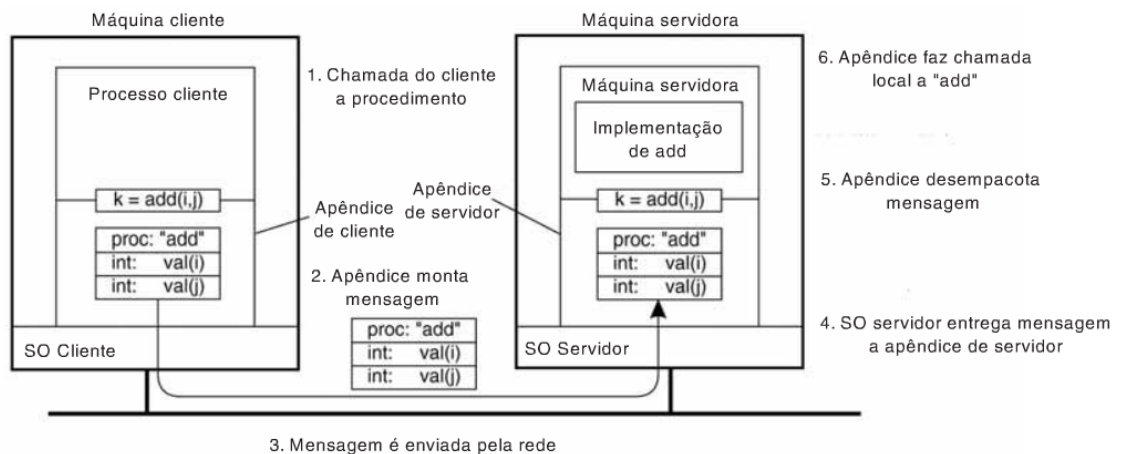 Máquina cliente
Máquina servidora
Processo cliente
1. Chamada do cliente
a procedimento
Máquina servidora
Implementação
de add
6. Apêndice faz chamada
local a "add"
k = add(i,j)
Apêndice
de cliente
Apêndice
de servidor
k = add(i,j)
5. Apêndice desempacota
mensagem
proc: "add"
int: val(i)
int: val(j)
2. Apêndice monta
mensagem
proc: "add"
int: val(i)
int: val(j)
proc: "add"
int: val(i)
int: val(j)
4. SO servidor entrega mensagem
a apêndice de servidor
SO Cliente
SO Servidor
3. Mensagem é enviada pela rede